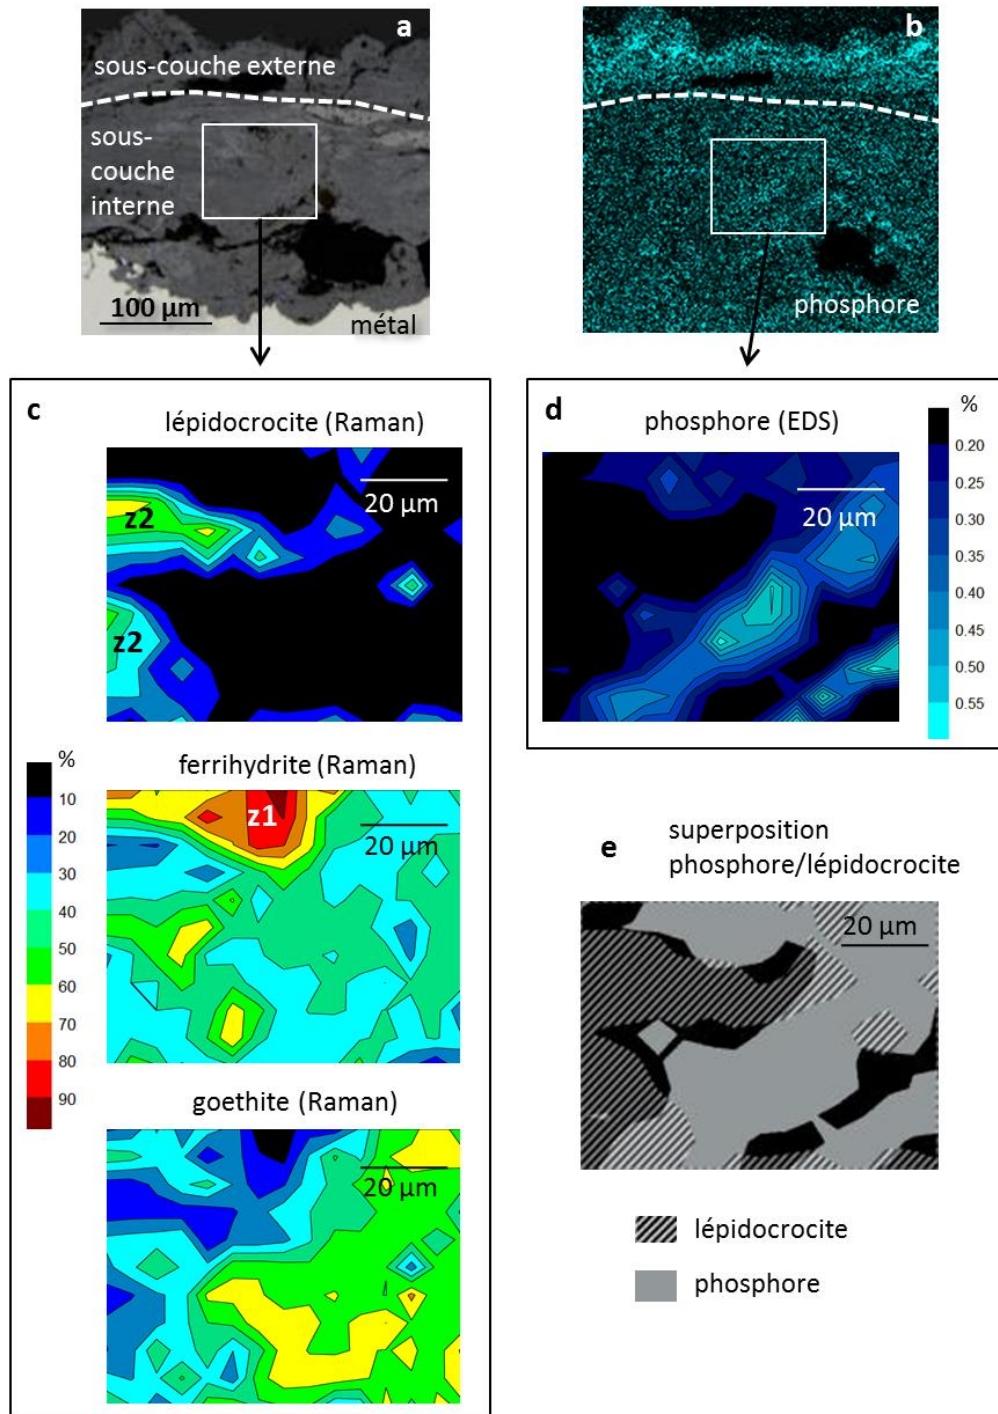 a
sous-couche externe
sous-
couche
interne
100 µm
métal
b
phosphore
c
lépidocrocite (Raman)
20 µm
z2
z2
%
10
20
30
40
50
60
70
80
90
ferrihydrite (Raman)
z1
20 µm
goethite (Raman)
20 µm
d
phosphore (EDS)
20 µm
%
0.20
0.25
0.30
0.35
0.40
0.45
0.50
0.55
e
superposition
phosphore/lépidocrocite
20 µm
lépidocrocite
phosphore